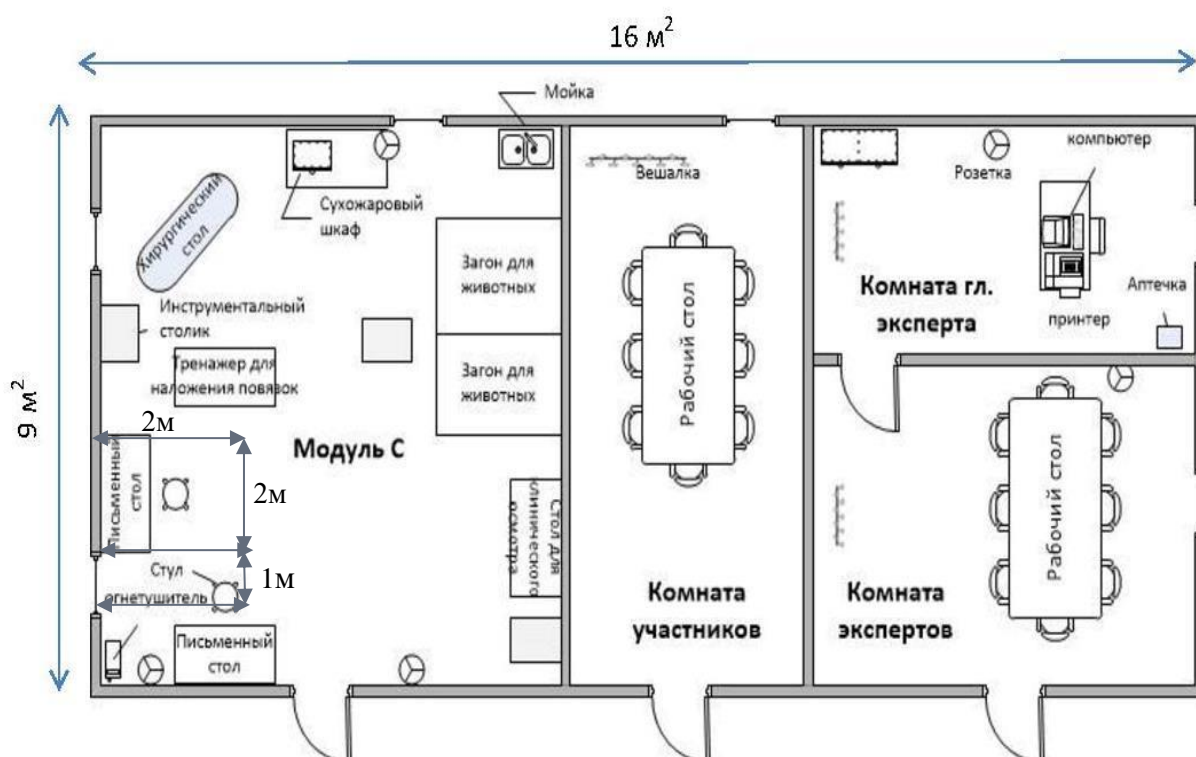 16 м²
9 м²
Мойка
Сухожаровый
шкаф
Хирургический
стол
Инструментальный
столик
Тренажер для
наложения повязок
Загон для
животных
Загон для
животных
2м
Модуль С
Письменный
стол
2м
1м
Стул
огнетушитель
Письменный
стол
Стол для
клинического
осмотра
Вешалка
Рабочий стол
Комната
участников
Розетка
компьютер
Комната гл.
эксперта
Аптечка
принтер
Рабочий стол
Комната
экспертов